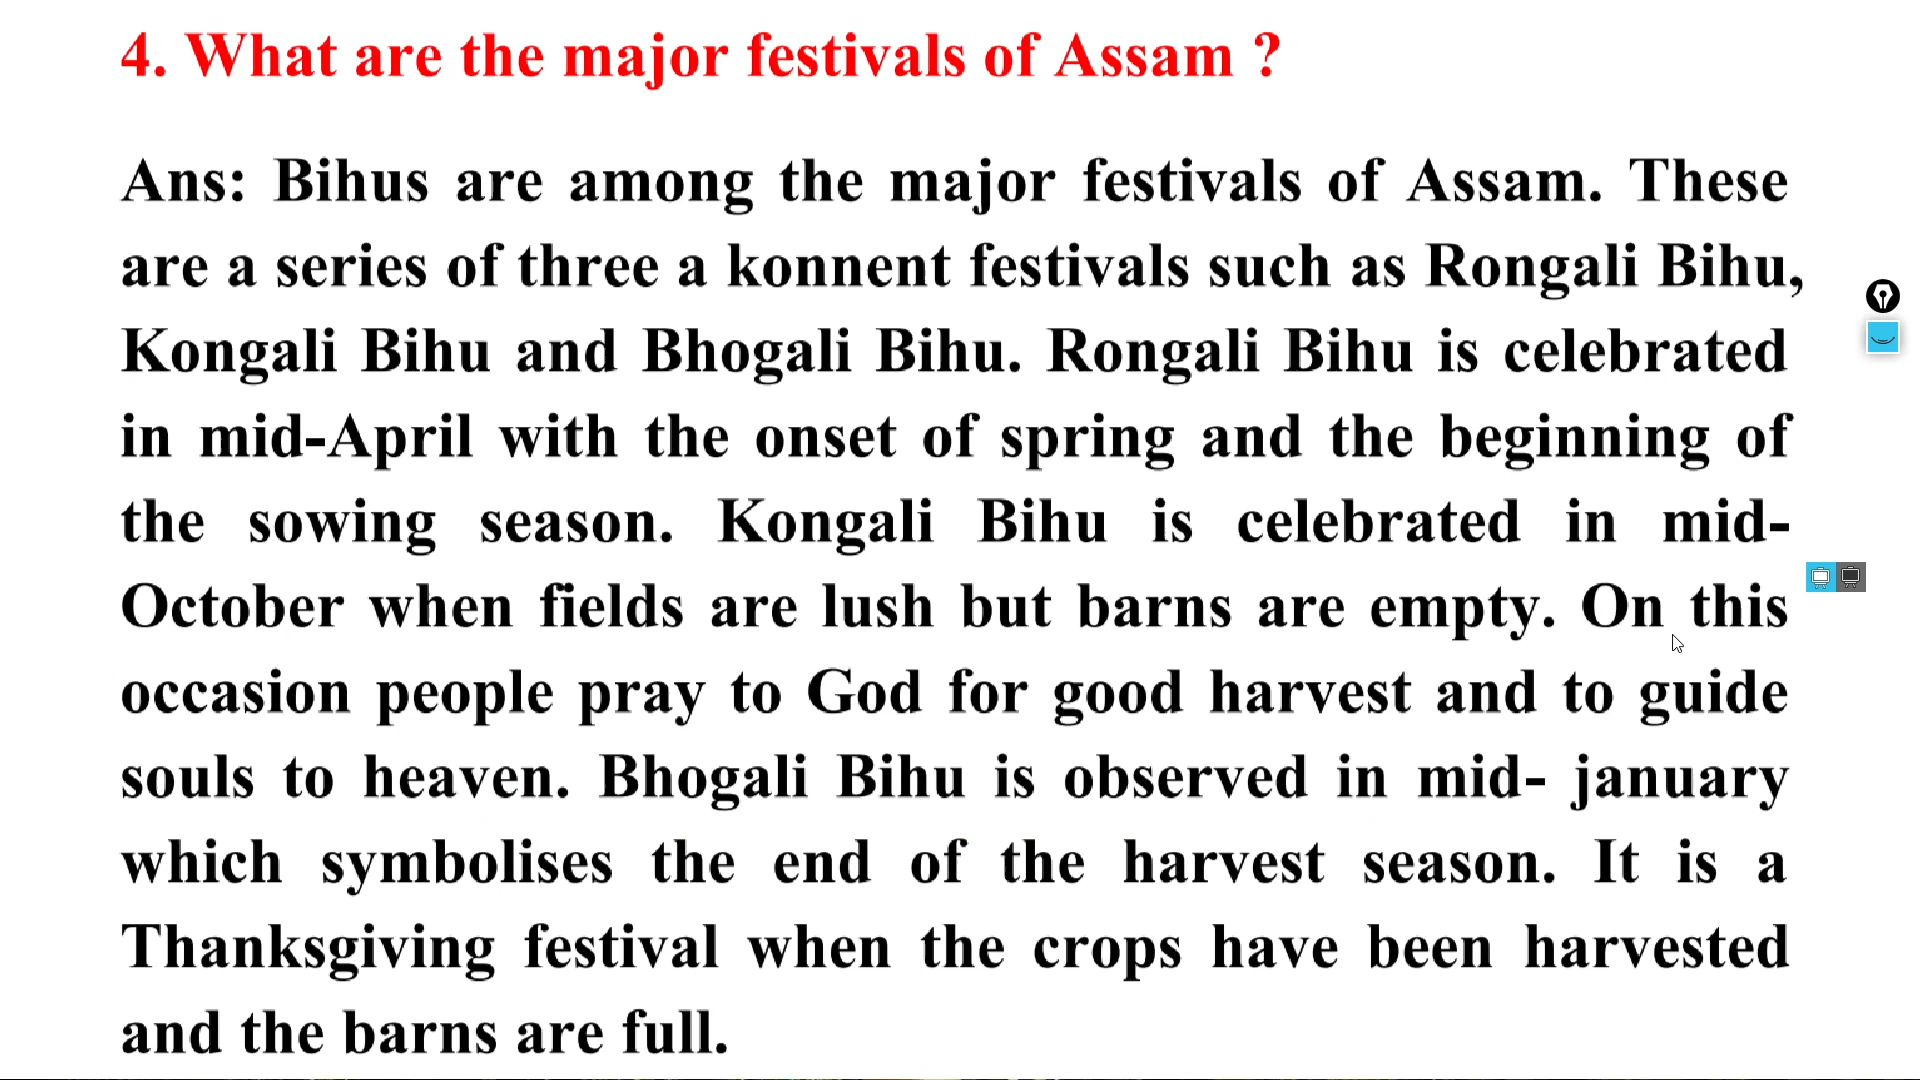 4. What are the major festivals of Assam ?
Ans: Bihus are among the major festivals of Assam. These
are a series of three a konnent festivals such as Rongali Bihu,
Kongali Bihu and Bhogali Bihu. Rongali Bihu is celebrated
in mid-April with the onset of spring and the beginning of
the sowing season. Kongali Bihu is celebrated in mid-
October when fields are lush but barns are empty. On this
occasion people pray to God for good harvest and to guide
souls to heaven. Bhogali Bihu is observed in mid- january
which symbolises the end of the harvest season. It is a
Thanksgiving festival when the crops have been harvested
and the barns are full.